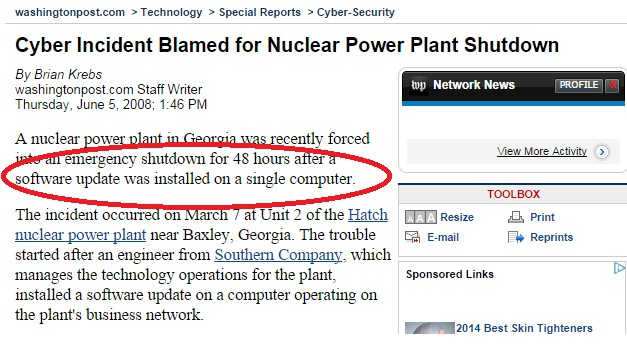 washingtonpost.com > Technology > Special Reports > Cyber-Security
Cyber Incident Blamed for Nuclear Power Plant Shutdown
By Brian Krebs
washingtonpost.com Staff Writer
Thursday, June 5, 2008; 1:46 PM
A nuclear power plant in Georgia was recently forced
into an emergency shutdown for 48 hours after a
software update was installed on a single computer.
The incident occurred on March 7 at Unit 2 of the Hatch
nuclear power plant near Baxley, Georgia. The trouble
started after an engineer from Southern Company, which
manages the technology operations for the plant,
installed a software update on a computer operating on
the plant's business network.
wp Network News PROFILE X
View More Activity
TOOLBOX
AAA Resize Print
E-mail Reprints
Sponsored Links
2014 Best Skin Tighteners